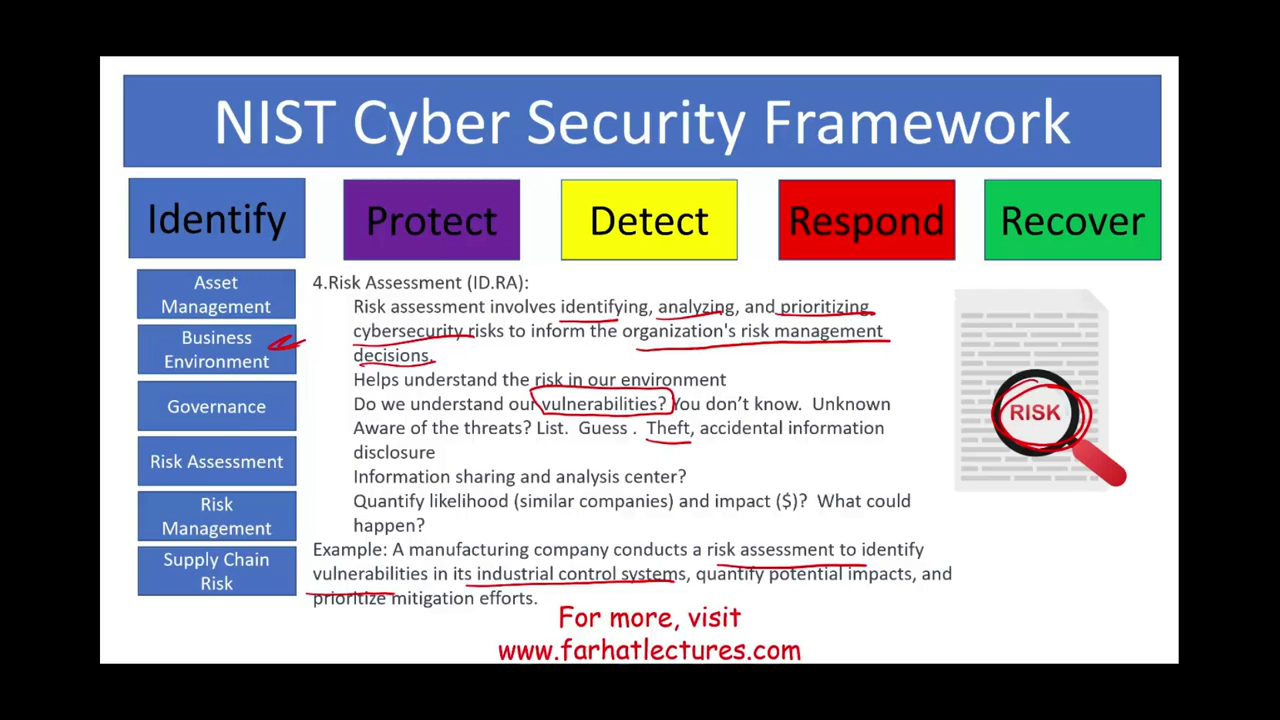 NIST Cyber Security Framework
Identify
Protect
Detect
Respond
Recover
Asset
Management
Business
Environment
Governance
Risk Assessment
Risk
Management
Supply Chain
Risk
4.Risk Assessment (ID.RA):
Risk assessment involves identifying, analyzing, and prioritizing
cybersecurity risks to inform the organization's risk management
decisions.
Helps understand the risk in our environment
Do we understand our vulnerabilities? You don't know. Unknown
Aware of the threats? List. Guess . Theft, accidental information
disclosure
Information sharing and analysis center?
Quantify likelihood (similar companies) and impact ($)? What could
happen?
Example: A manufacturing company conducts a risk assessment to identify
vulnerabilities in its industrial control systems, quantify potential impacts, and
prioritize mitigation efforts.
RISK
For more, visit
www.farhatlectures.com